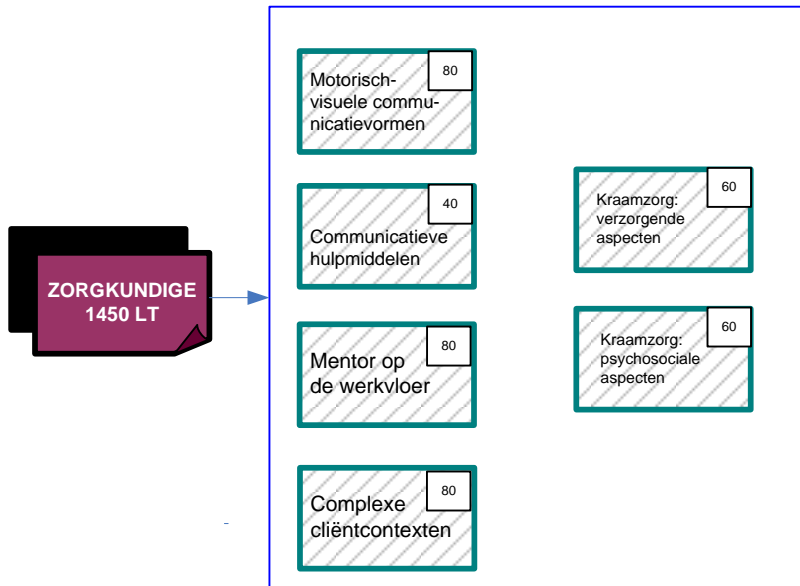 ZORGKUNDIGE
1450 LT
80
Motorisch-
visuele commu-
nicatievormen
40
Communicatieve
hulpmiddelen
80
Mentor op
de werkvloer
80
Complexe
cliëntcontexten
60
Kraamzorg:
verzorgende
aspecten
60
Kraamzorg:
psychosociale
aspecten